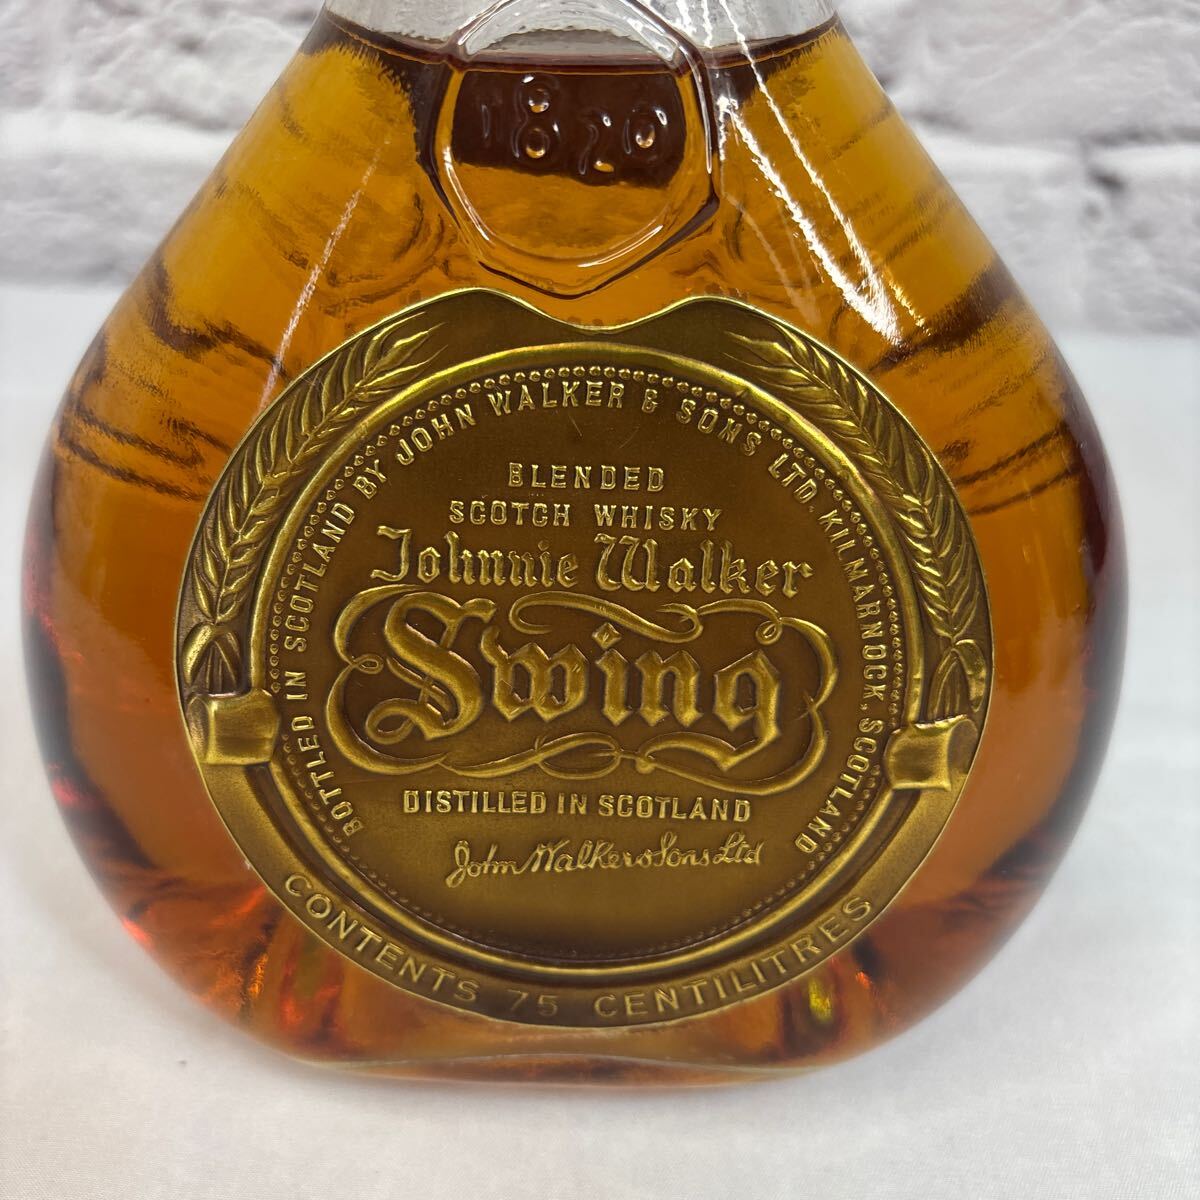 1820
BOTTLED IN SCOTLAND BY JOHN WALKER & SONS LTD. KILMARNOCK, SCOTLAND
BLENDED
SCOTCH WHISKY
Johnnie Walker
Swing
DISTILLED IN SCOTLAND
John Walker & Sons Ltd
CONTENTS 75 CENTILITRES